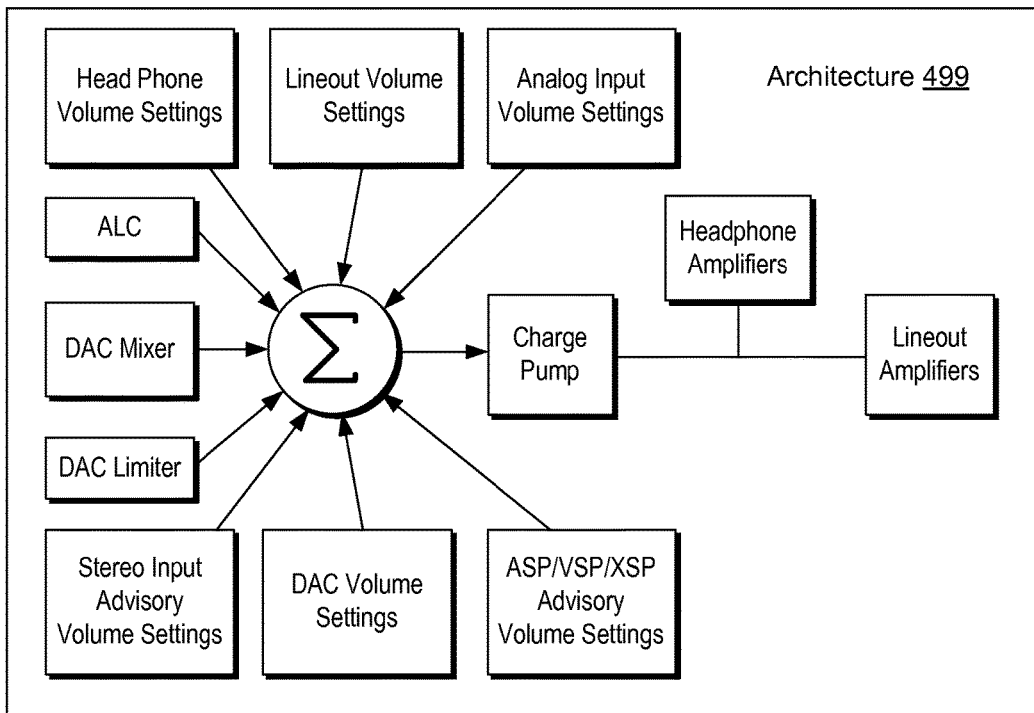 Head Phone
Volume Settings
Lineout Volume
Settings
Analog Input
Volume Settings
Architecture 499
ALC
Headphone
Amplifiers
DAC Mixer
Σ
Charge
Pump
Lineout
Amplifiers
DAC Limiter
Stereo Input
Advisory
Volume Settings
DAC Volume
Settings
ASP/VSP/XSP
Advisory
Volume Settings